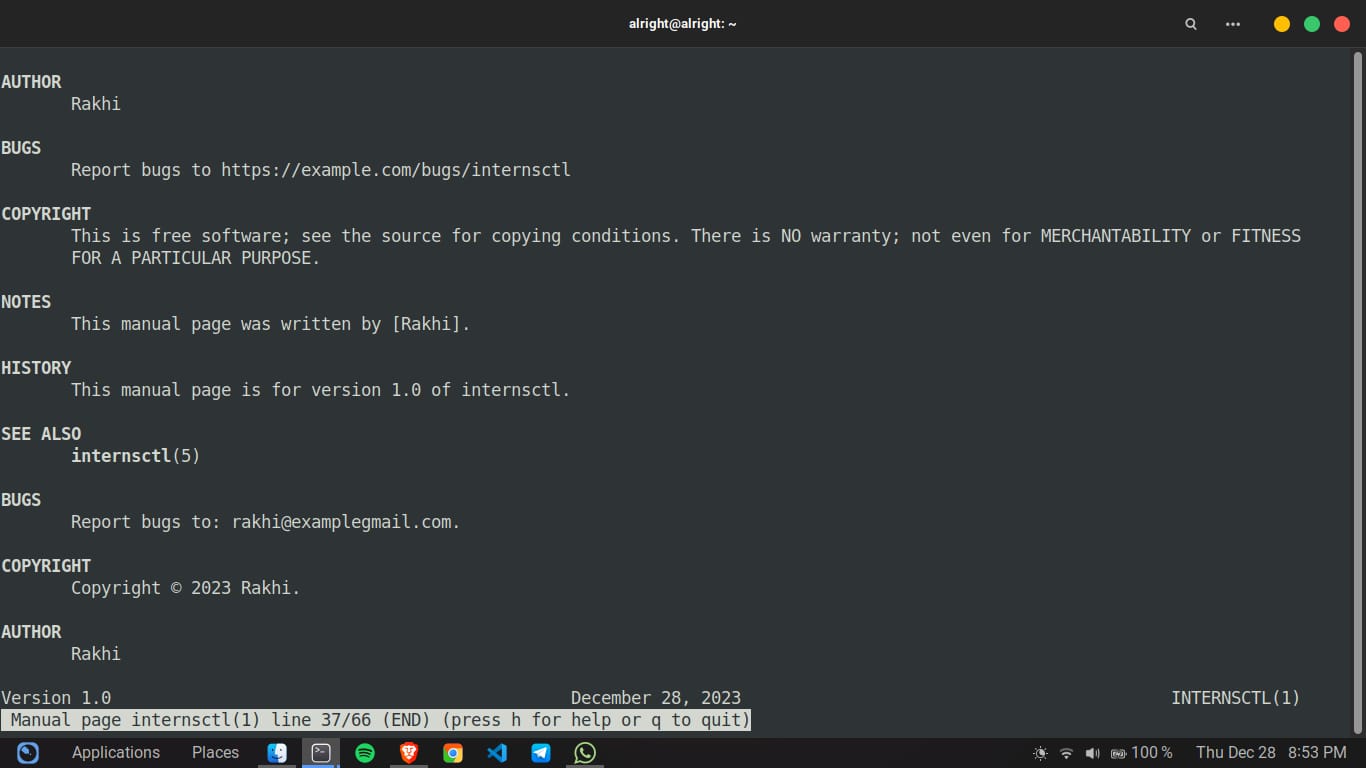 alright@alright: ~
AUTHOR
Rakhi
BUGS
Report bugs to https://example.com/bugs/internsctl
COPYRIGHT
This is free software; see the source for copying conditions. There is NO warranty; not even for MERCHANTABILITY or FITNESS
FOR A PARTICULAR PURPOSE.
NOTES
This manual page was written by [Rakhi].
HISTORY
This manual page is for version 1.0 of internsctl.
SEE ALSO
internsctl(5)
BUGS
Report bugs to: rakhi@examplegmail.com.
COPYRIGHT
Copyright © 2023 Rakhi.
AUTHOR
Rakhi
Version 1.0 December 28, 2023 INTERNSCTL(1)
Manual page internsctl(1) line 37/66 (END) (press h for help or q to quit)
Applications Places 100 % Thu Dec 28 8:53 PM